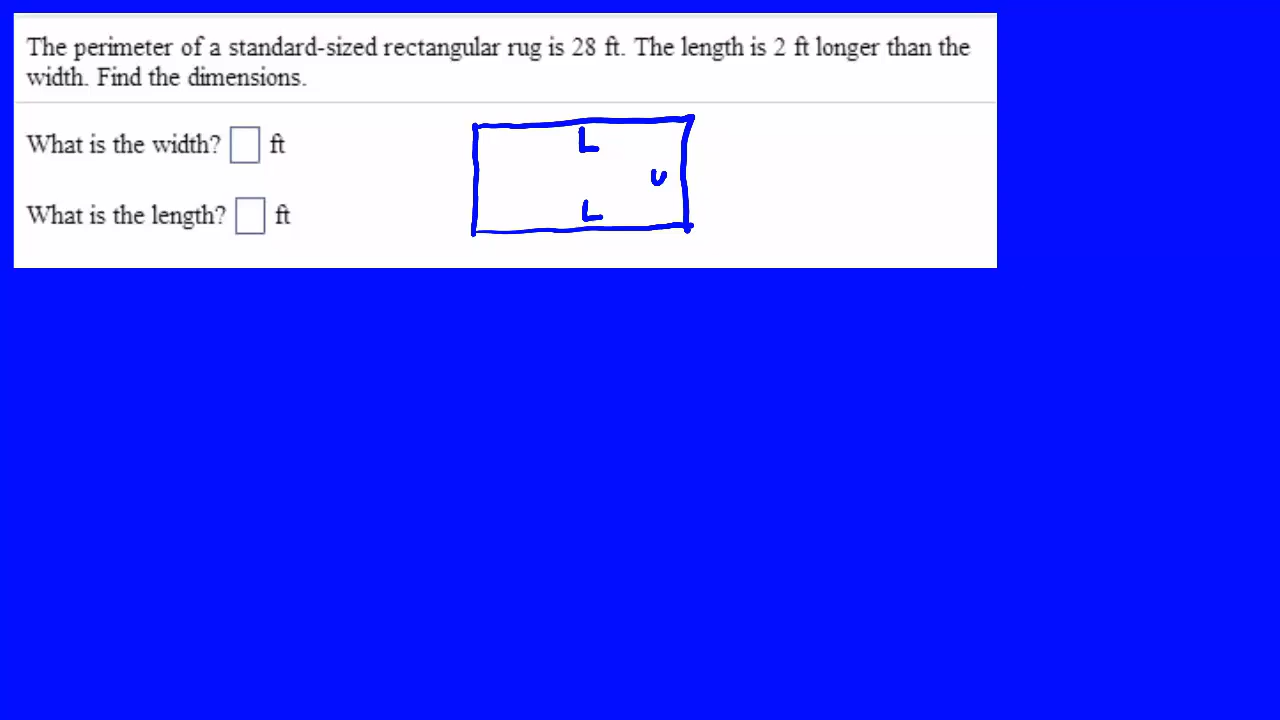 The perimeter of a standard-sized rectangular rug is 28 ft. The length is 2 ft longer than the
width. Find the dimensions.
What is the width? ft
L
What is the length? ft
L